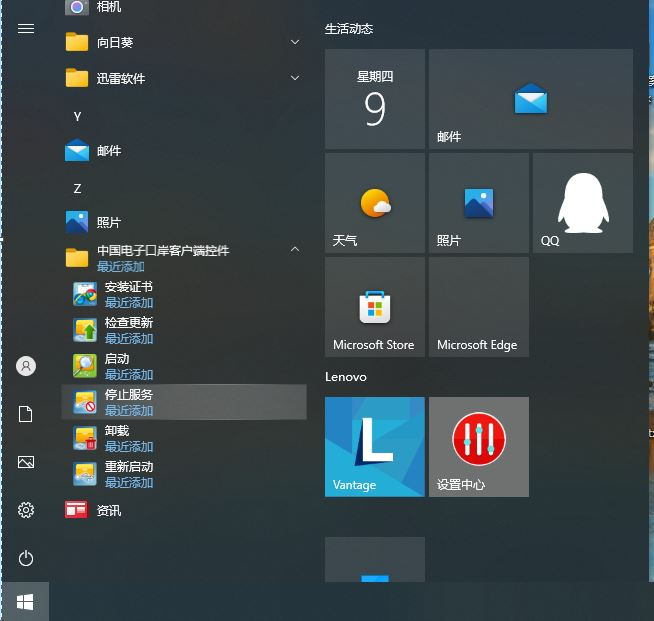 相机
向日葵
迅雷软件
Y
邮件
Z
照片
中国电子口岸客户端控件
最近添加
安装证书
最近添加
检查更新
最近添加
启动
最近添加
停止服务
最近添加
卸载
最近添加
重新启动
最近添加
资讯
生活动态
星期四
9
邮件
天气
照片
QQ
Microsoft Store
Microsoft Edge
Lenovo
L
Vantage
设置中心